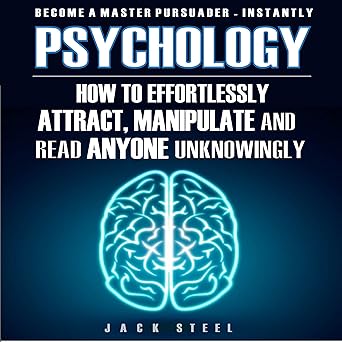 BECOME A MASTER PURSUADER - INSTANTLY
PSYCHOLOGY
HOW TO EFFORTLESSLY
ATTRACT, MANIPULATE AND
READ ANYONE UNKNOWINGLY
JACK STEEL